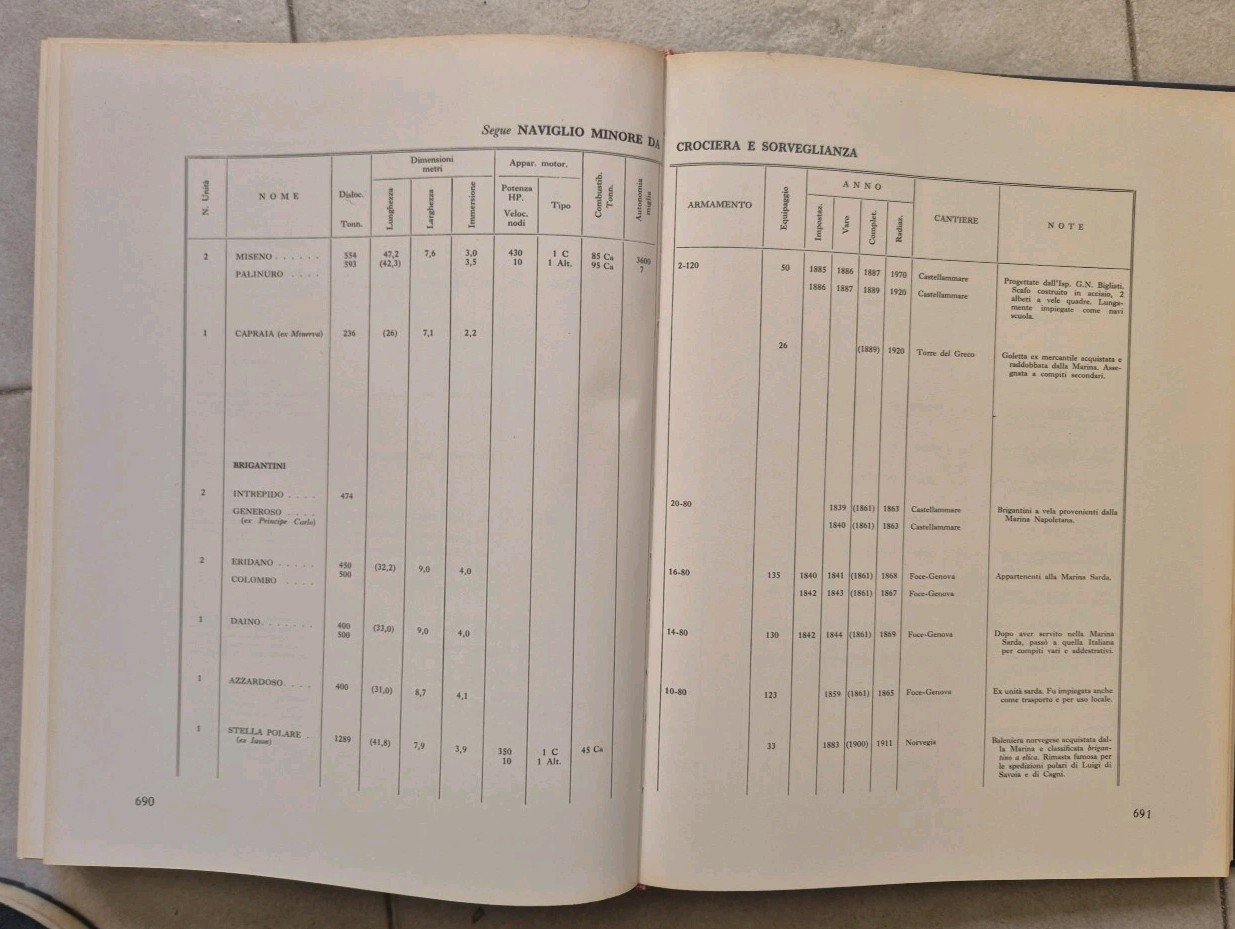 Segue NAVIGLIO MINORE DA CROCIERA E SORVEGLIANZA
N. Unità
NOME
Disloc.
Tonn.
Dimensioni
metri
Lunghezza
Larghezza
Immersione
Appar. motor.
Potenza
HP.
Veloc.
nodi
Tipo
Combustib.
Tonn.
Autonomia
miglia
2 MISENO . . . . . . 554 47,2 7,6 3,0 430 1 C 85 Ca 3600
593 (42,3) 3,5 10 1 Alt. 95 Ca 7
PALINURO . . . .
1 CAPRAIA (ex Minerva) 236 (26) 7,1 2,2
BRIGANTINI
2 INTREPIDO . . . . 474
GENEROSO . . . .
(ex Principe Carlo)
2 ERIDANO . . . . . 450 (32,2) 9,0 4,0
500
COLOMBO . . . .
1 DAINO. . . . . . . 400 (33,0) 9,0 4,0
500
1 AZZARDOSO. . . . 400 (31,0) 8,7 4,1
1 STELLA POLARE . 1289 (41,8) 7,9 3,9 350 1 C 45 Ca
(ex Jason) 10 1 Alt.
690
ARMAMENTO
Equipaggio
ANNO
Impostaz.
Varo
Complet.
Radiaz.
CANTIERE
NOTE
2-120 50 1885 1886 1887 1970 Castellammare
1886 1887 1889 1920 Castellammare
Progettate dall'Isp. G.N. Bigliati.
Scafo costruito in acciaio, 2
alberi a vele quadre. Lunga-
mente impiegate come navi
scuola.
26 (1889) 1920 Torre del Greco
Goletta ex mercantile acquistata e
raddobbata dalla Marina. Asse-
gnata a compiti secondari.
20-80 1839 (1861) 1863 Castellammare
1840 (1861) 1863 Castellammare
Brigantini a vela provenienti dalla
Marina Napoletana.
16-80 135 1840 1841 (1861) 1868 Foce-Genova Appartenenti alla Marina Sarda.
1842 1843 (1861) 1867 Foce-Genova
14-80 130 1842 1844 (1861) 1869 Foce-Genova
Dopo aver servito nella Marina
Sarda, passò a quella Italiana
per compiti vari e addestrativi.
10-80 123 1859 (1861) 1865 Foce-Genova
Ex unità sarda. Fu impiegata anche
come trasporto e per uso locale.
33 1883 (1900) 1911 Norvegia
Baleniera norvegese acquistata dal-
la Marina e classificata brigan-
tino a elica. Rimasta famosa per
le spedizioni polari di Luigi di
Savoia e di Cagni.
691